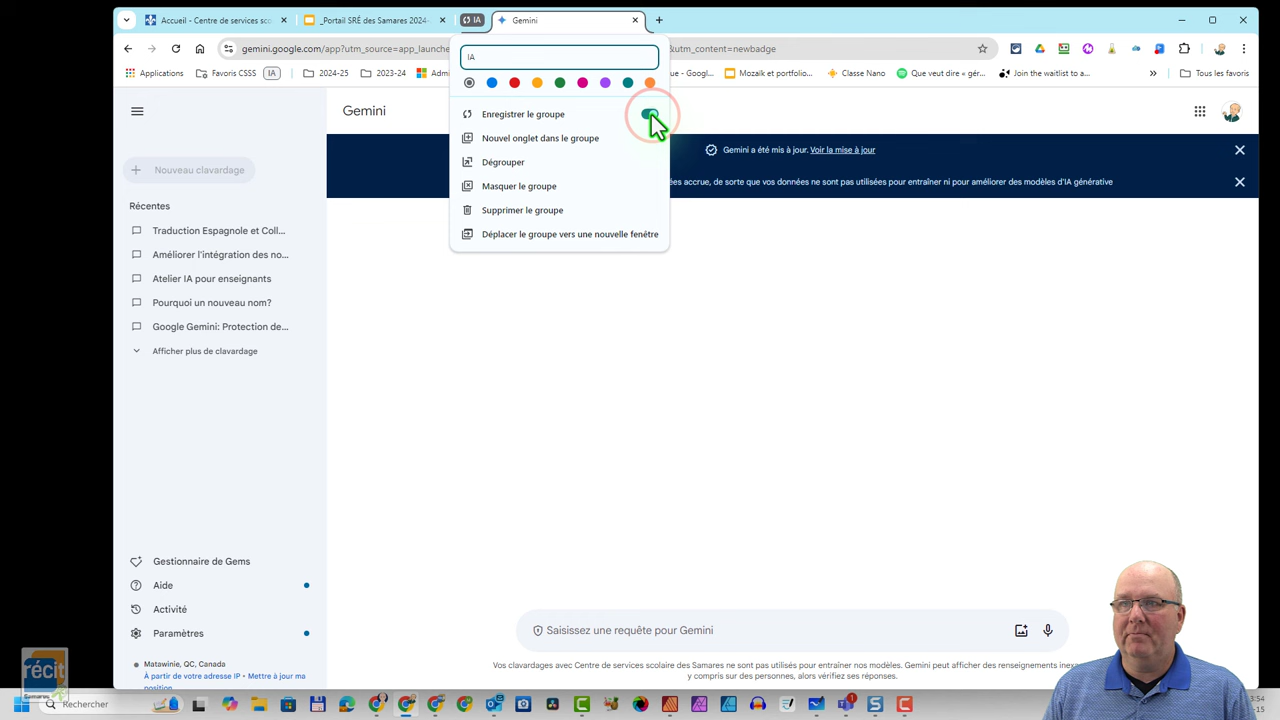 Accueil - Centre de services sco
_Portail SRÉ des Samares 2024-
IA
Gemini
gemini.google.com/app?utm_source=app_launche
&utm_content=newbadge
IA
Applications
Favoris CSSS
IA
2024-25
2023-24
que - Goog...
Mozaïk et portfolio...
Classe Nano
Que veut dire « gér...
Join the waitlist to a...
Tous les favoris
Enregistrer le groupe
Nouvel onglet dans le groupe
Dégrouper
Masquer le groupe
Supprimer le groupe
Déplacer le groupe vers une nouvelle fenêtre
Gemini
Gemini a été mis à jour. Voir la mise à jour
ées accrue, de sorte que vos données ne sont pas utilisées pour entraîner ni pour améliorer des modèles d'IA générative
Nouveau clavardage
Récentes
Traduction Espagnole et Coll...
Améliorer l'intégration des no...
Atelier IA pour enseignants
Pourquoi un nouveau nom?
Google Gemini: Protection de...
Afficher plus de clavardage
Gestionnaire de Gems
Aide
Activité
Paramètres
Matawinie, QC, Canada
À partir de votre adresse IP • Mettre à jour ma
position
Saisissez une requête pour Gemini
Vos clavardages avec Centre de services scolaire des Samares ne sont pas utilisés pour entraîner nos modèles. Gemini peut afficher des renseignements inex
y compris sur des personnes, alors vérifiez ses réponses.
récit
Samares
Rechercher